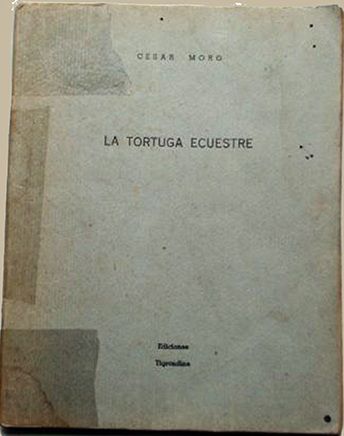 CESAR MORO
LA TORTUGA ECUESTRE
Ediciones
Tigrondine